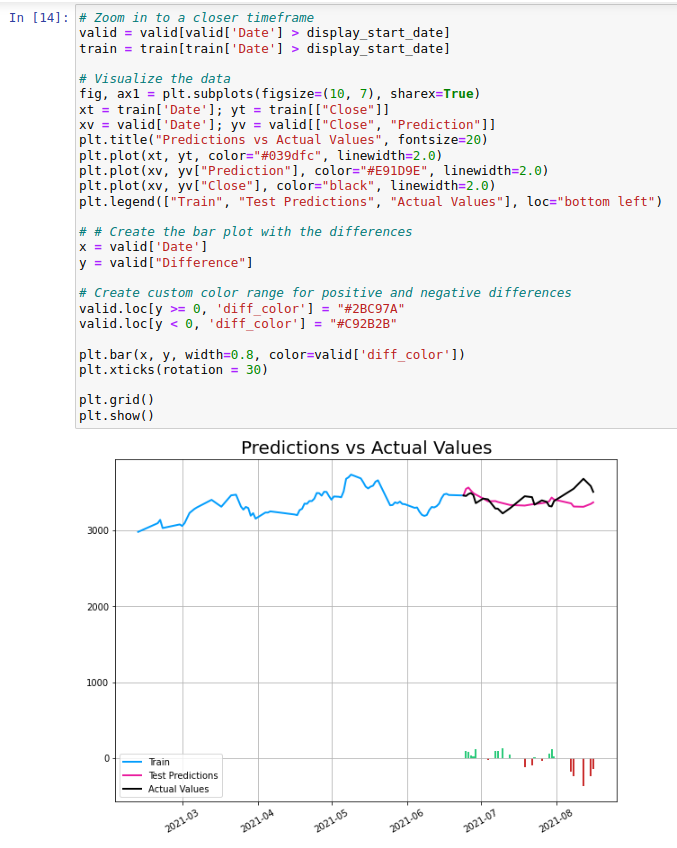 In [14]: # Zoom in to a closer timeframe
valid = valid[valid['Date'] > display_start_date]
train = train[train['Date'] > display_start_date]
# Visualize the data
fig, ax1 = plt.subplots(figsize=(10, 7), sharex=True)
xt = train['Date']; yt = train[["Close"]]
xv = valid['Date']; yv = valid[["Close", "Prediction"]]
plt.title("Predictions vs Actual Values", fontsize=20)
plt.plot(xt, yt, color="#039dfc", linewidth=2.0)
plt.plot(xv, yv["Prediction"], color="#E91D9E", linewidth=2.0)
plt.plot(xv, yv["Close"], color="black", linewidth=2.0)
plt.legend(["Train", "Test Predictions", "Actual Values"], loc="bottom left")
# # Create the bar plot with the differences
x = valid['Date']
y = valid["Difference"]
# Create custom color range for positive and negative differences
valid.loc[y >= 0, 'diff_color'] = "#2BC97A"
valid.loc[y < 0, 'diff_color'] = "#C92B2B"
plt.bar(x, y, width=0.8, color=valid['diff_color'])
plt.xticks(rotation = 30)
plt.grid()
plt.show()
Predictions vs Actual Values
3000
2000
1000
0
Train
Test Predictions
Actual Values
2021-03
2021-04
2021-05
2021-06
2021-07
2021-08